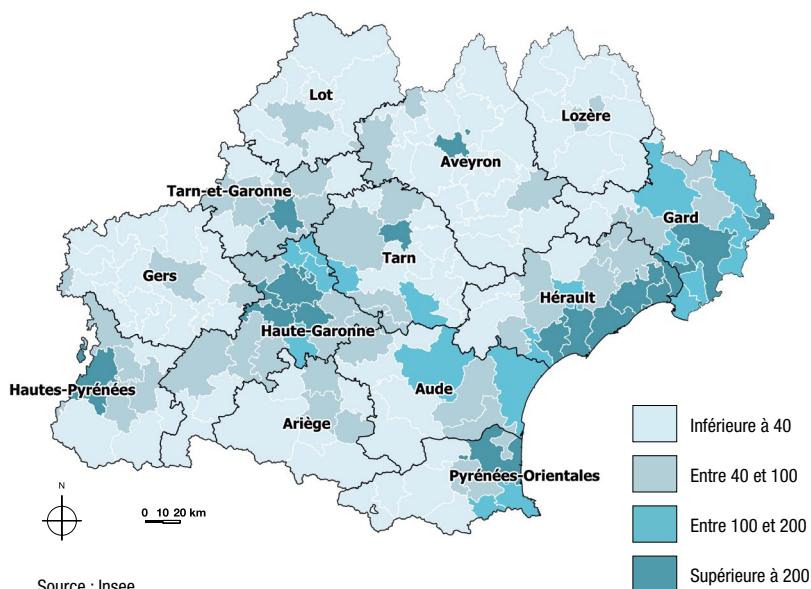 Lot
Lozère
Aveyron
Tarn-et-Garonne
Gard
Gers
Tarn
Hérault
Haute-Garonne
Hautes-Pyrénées
Aude
Ariège
Pyrénées-Orientales
Inférieure à 40
Entre 40 et 100
Entre 100 et 200
Supérieure à 200
N
0 10 20 km
Source : Insee